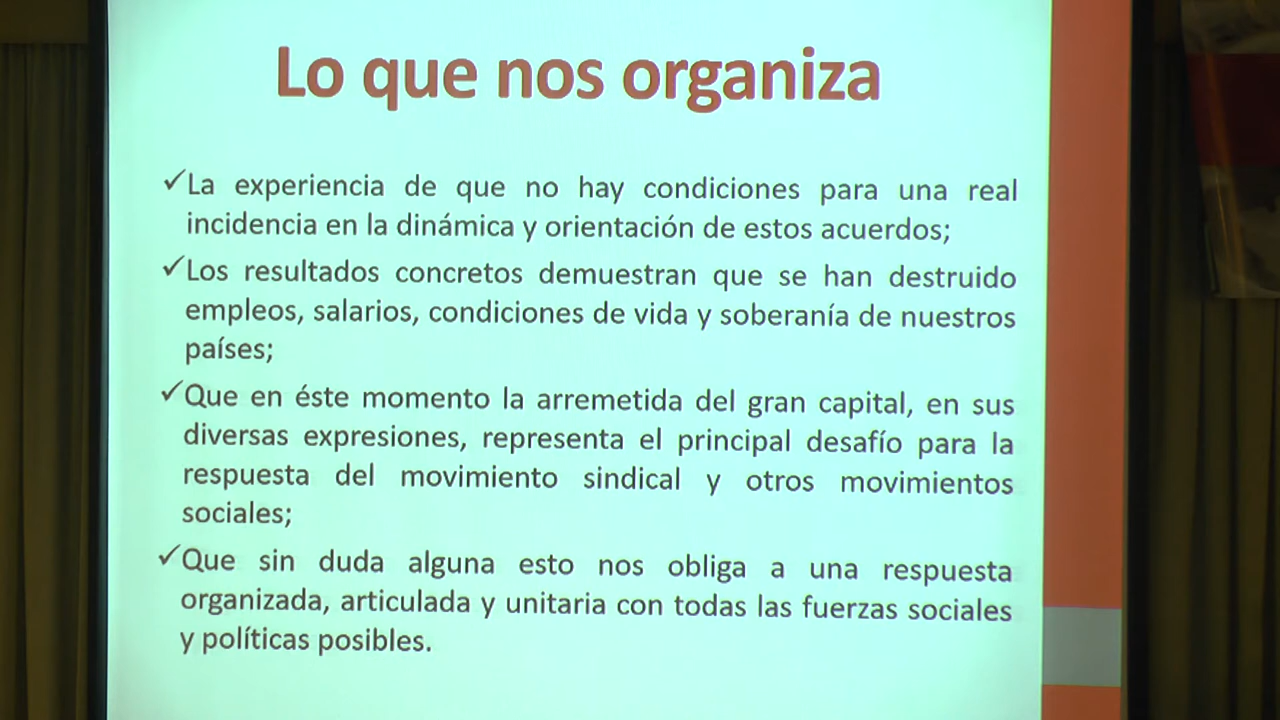 Lo que nos organiza
✓La experiencia de que no hay condiciones para una real
incidencia en la dinámica y orientación de estos acuerdos;
✓Los resultados concretos demuestran que se han destruido
empleos, salarios, condiciones de vida y soberanía de nuestros
países;
✓Que en éste momento la arremetida del gran capital, en sus
diversas expresiones, representa el principal desafío para la
respuesta del movimiento sindical y otros movimientos
sociales;
✓Que sin duda alguna esto nos obliga a una respuesta
organizada, articulada y unitaria con todas las fuerzas sociales
y políticas posibles.